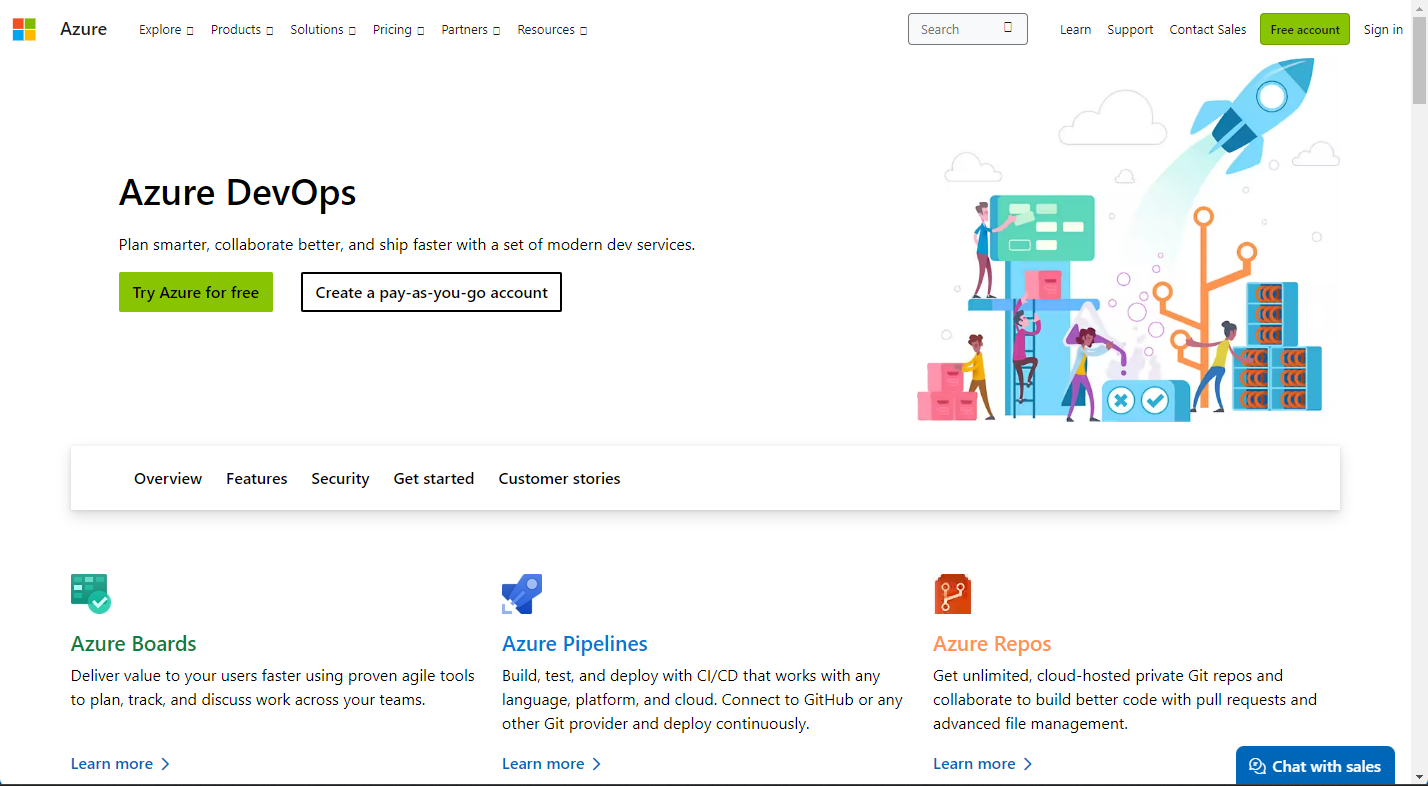 Azure
Explore
Products
Solutions
Pricing
Partners
Resources
Search
Learn
Support
Contact Sales
Free account
Sign in
Azure DevOps
Plan smarter, collaborate better, and ship faster with a set of modern dev services.
Try Azure for free
Create a pay-as-you-go account
Overview
Features
Security
Get started
Customer stories
Azure Boards
Deliver value to your users faster using proven agile tools
to plan, track, and discuss work across your teams.
Learn more
Azure Pipelines
Build, test, and deploy with CI/CD that works with any
language, platform, and cloud. Connect to GitHub or any
other Git provider and deploy continuously.
Learn more
Azure Repos
Get unlimited, cloud-hosted private Git repos and
collaborate to build better code with pull requests and
advanced file management.
Learn more
Chat with sales